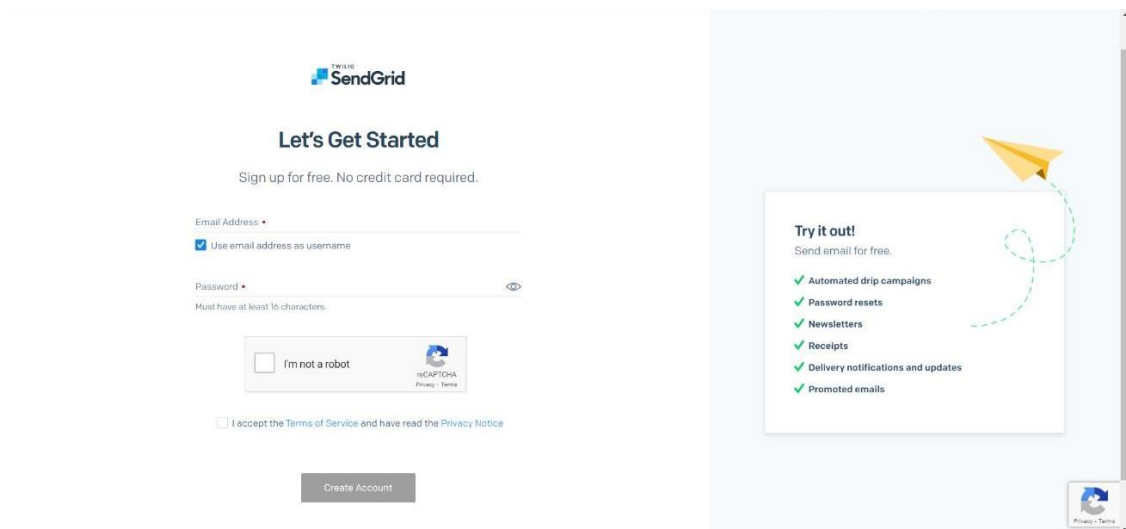 TWILIO
SendGrid
Let's Get Started
Sign up for free. No credit card required.
Email Address •
Use email address as username
Password •
Must have at least 16 characters.
I'm not a robot
reCAPTCHA
Privacy - Terms
I accept the Terms of Service and have read the Privacy Notice
Create Account
Try it out!
Send email for free.
Automated drip campaigns
Password resets
Newsletters
Receipts
Delivery notifications and updates
Promoted emails
Privacy - Terms